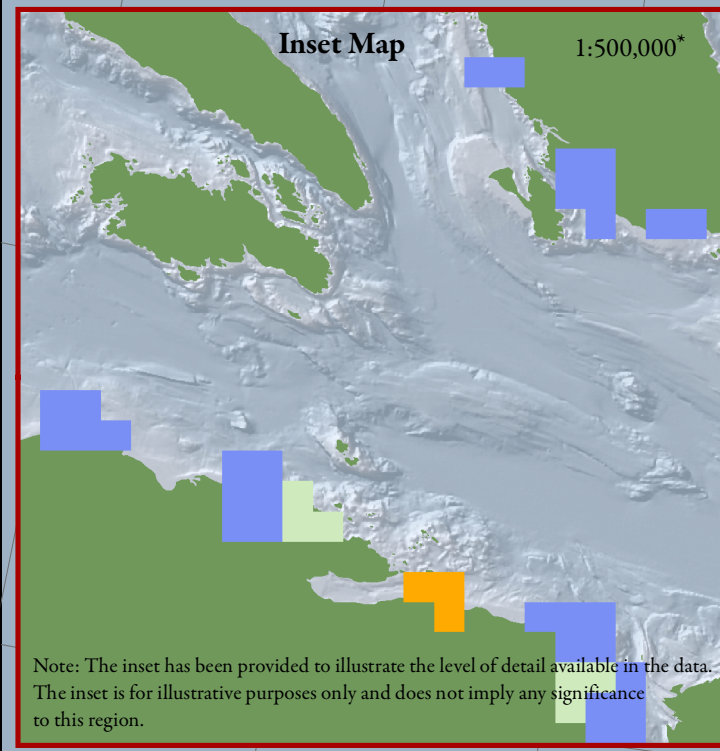 Inset Map
1:500,000*
Note: The inset has been provided to illustrate the level of detail available in the data.
The inset is for illustrative purposes only and does not imply any significance
to this region.